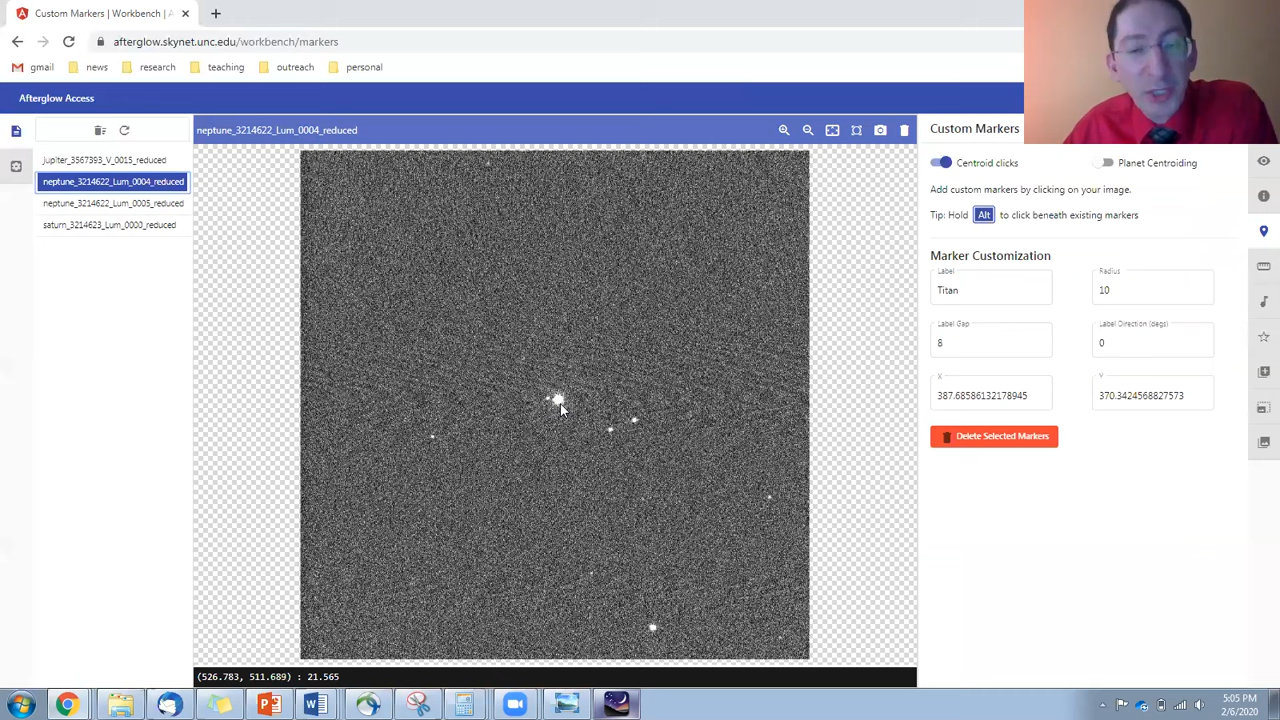 Custom Markers | Workbench | A
afterglow.skynet.unc.edu/workbench/markers
gmail news research teaching outreach personal
Afterglow Access
neptune_3214622_Lum_0004_reduced
jupiter_3567393_V_0015_reduced
neptune_3214622_Lum_0004_reduced
neptune_3214622_Lum_0005_reduced
saturn_3214623_Lum_0000_reduced
Custom Markers
Centroid clicks Planet Centroiding
Add custom markers by clicking on your image.
Tip: Hold Alt to click beneath existing markers
Marker Customization
Label Radius
Titan 10
Label Gap Label Direction (degs)
8 0
X Y
387.68586132178945 370.3424568827573
Delete Selected Markers
(526.783, 511.689) : 21.565
5:05 PM
2/6/2020